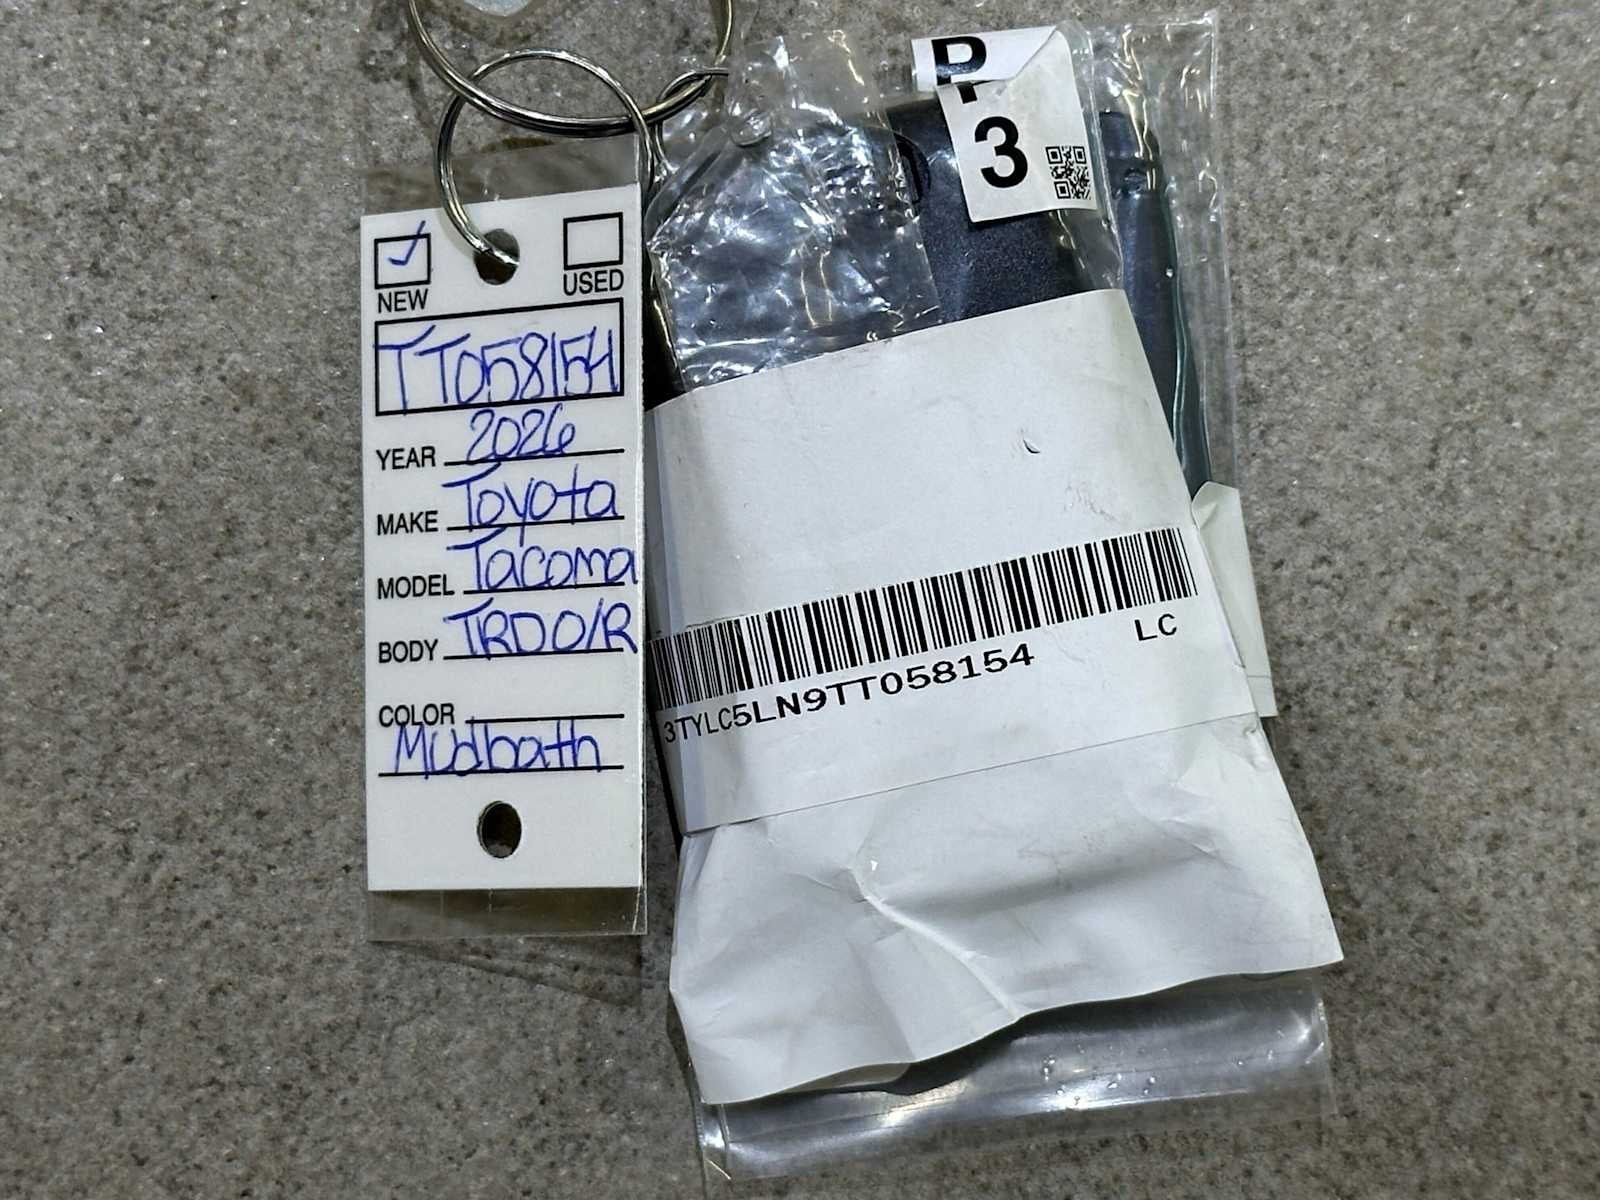 NEW
USED
TT058154
YEAR 2026
MAKE Toyota
MODEL Tacoma
BODY TRD O/R
COLOR
Mudbath
P
3
LC
3TYLC5LN9TT058154